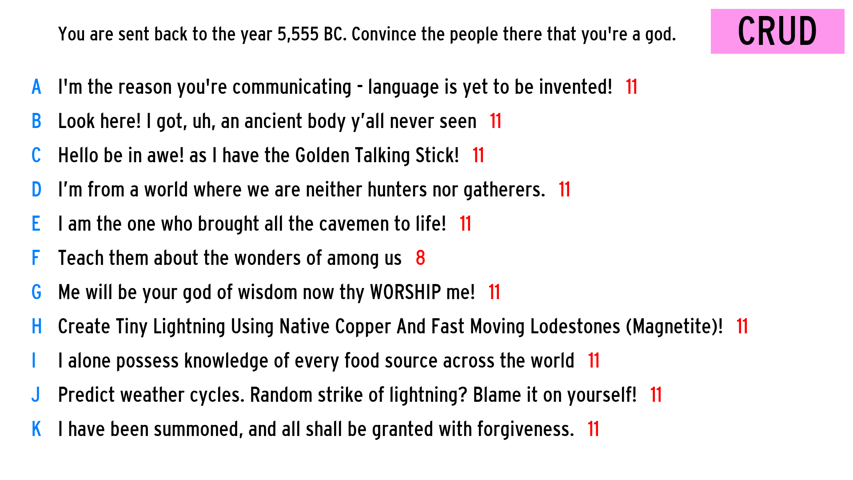 You are sent back to the year 5,555 BC. Convince the people there that you're a god.
CRUD
A I'm the reason you're communicating - language is yet to be invented! 11
B Look here! I got, uh, an ancient body y’all never seen 11
C Hello be in awe! as I have the Golden Talking Stick! 11
D I’m from a world where we are neither hunters nor gatherers. 11
E I am the one who brought all the cavemen to life! 11
F Teach them about the wonders of among us 8
G Me will be your god of wisdom now thy WORSHIP me! 11
H Create Tiny Lightning Using Native Copper And Fast Moving Lodestones (Magnetite)! 11
I I alone possess knowledge of every food source across the world 11
J Predict weather cycles. Random strike of lightning? Blame it on yourself! 11
K I have been summoned, and all shall be granted with forgiveness. 11